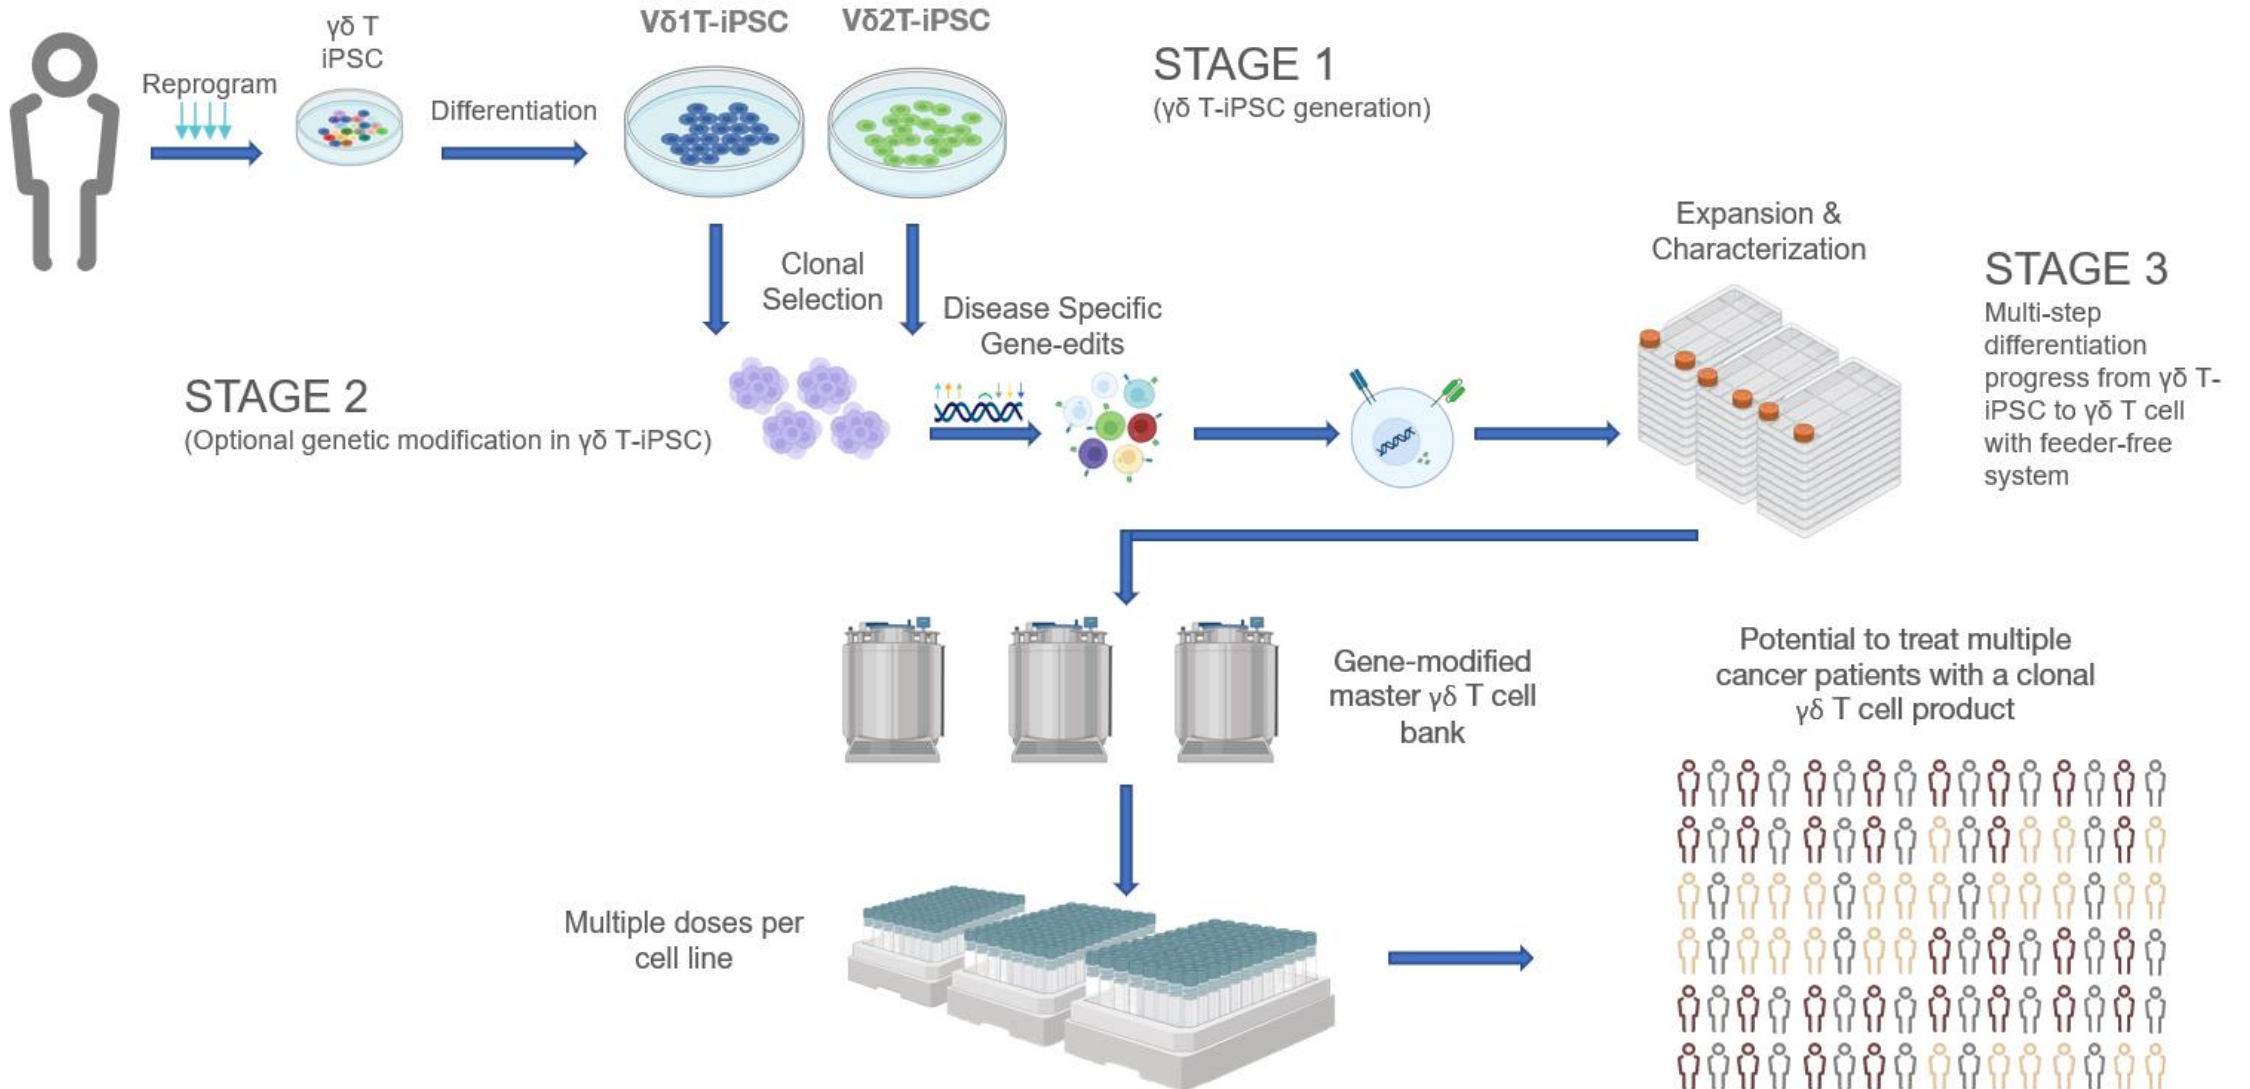 γδ T
iPSC
Reprogram
Differentiation
Vδ1T-iPSC
Vδ2T-iPSC
STAGE 1
(γδ T-iPSC generation)
Clonal
Selection
Disease Specific
Gene-edits
STAGE 2
(Optional genetic modification in γδ T-iPSC)
Expansion &
Characterization
STAGE 3
Multi-step
differentiation
progress from γδ T-
iPSC to γδ T cell
with feeder-free
system
Gene-modified
master γδ T cell
bank
Potential to treat multiple
cancer patients with a clonal
γδ T cell product
Multiple doses per
cell line